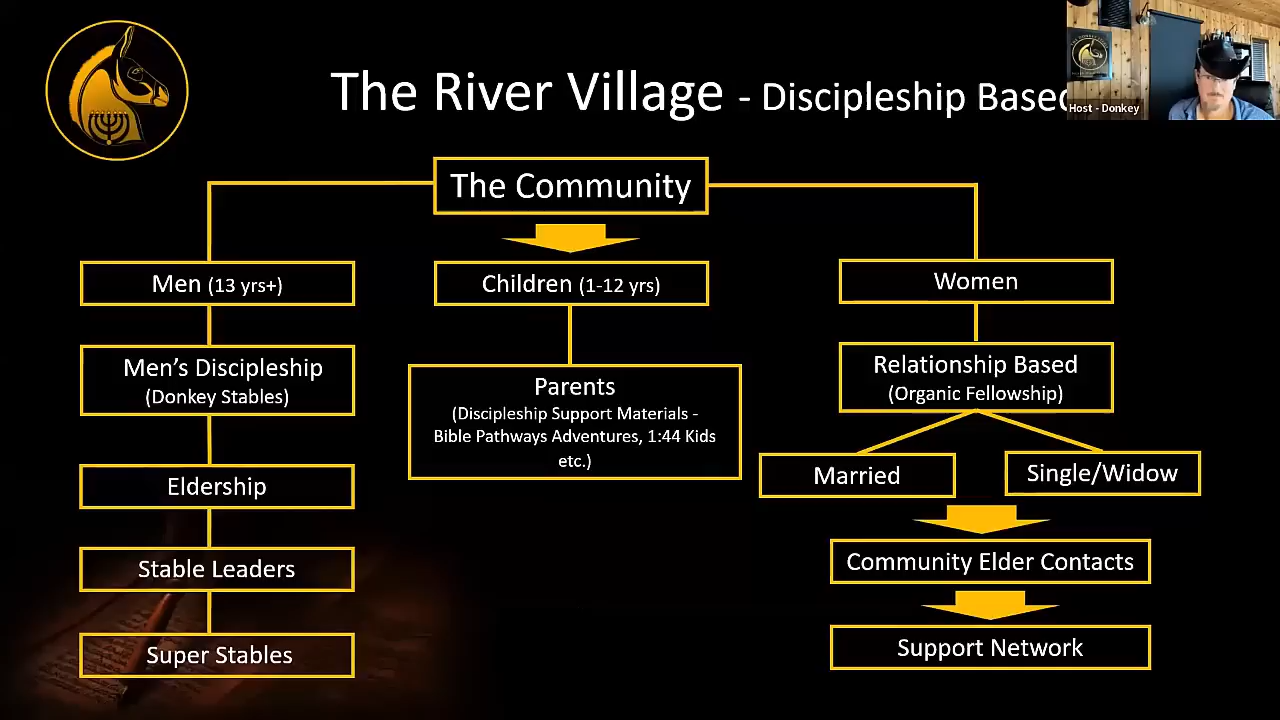 The River Village - Discipleship Based
Host - Donkey
The Community
Men (13 yrs+)
Children (1-12 yrs)
Women
Men's Discipleship
(Donkey Stables)
Parents
(Discipleship Support Materials -
Bible Pathways Adventures, 1:44 Kids
etc.)
Relationship Based
(Organic Fellowship)
Married
Single/Widow
Eldership
Community Elder Contacts
Stable Leaders
Support Network
Super Stables